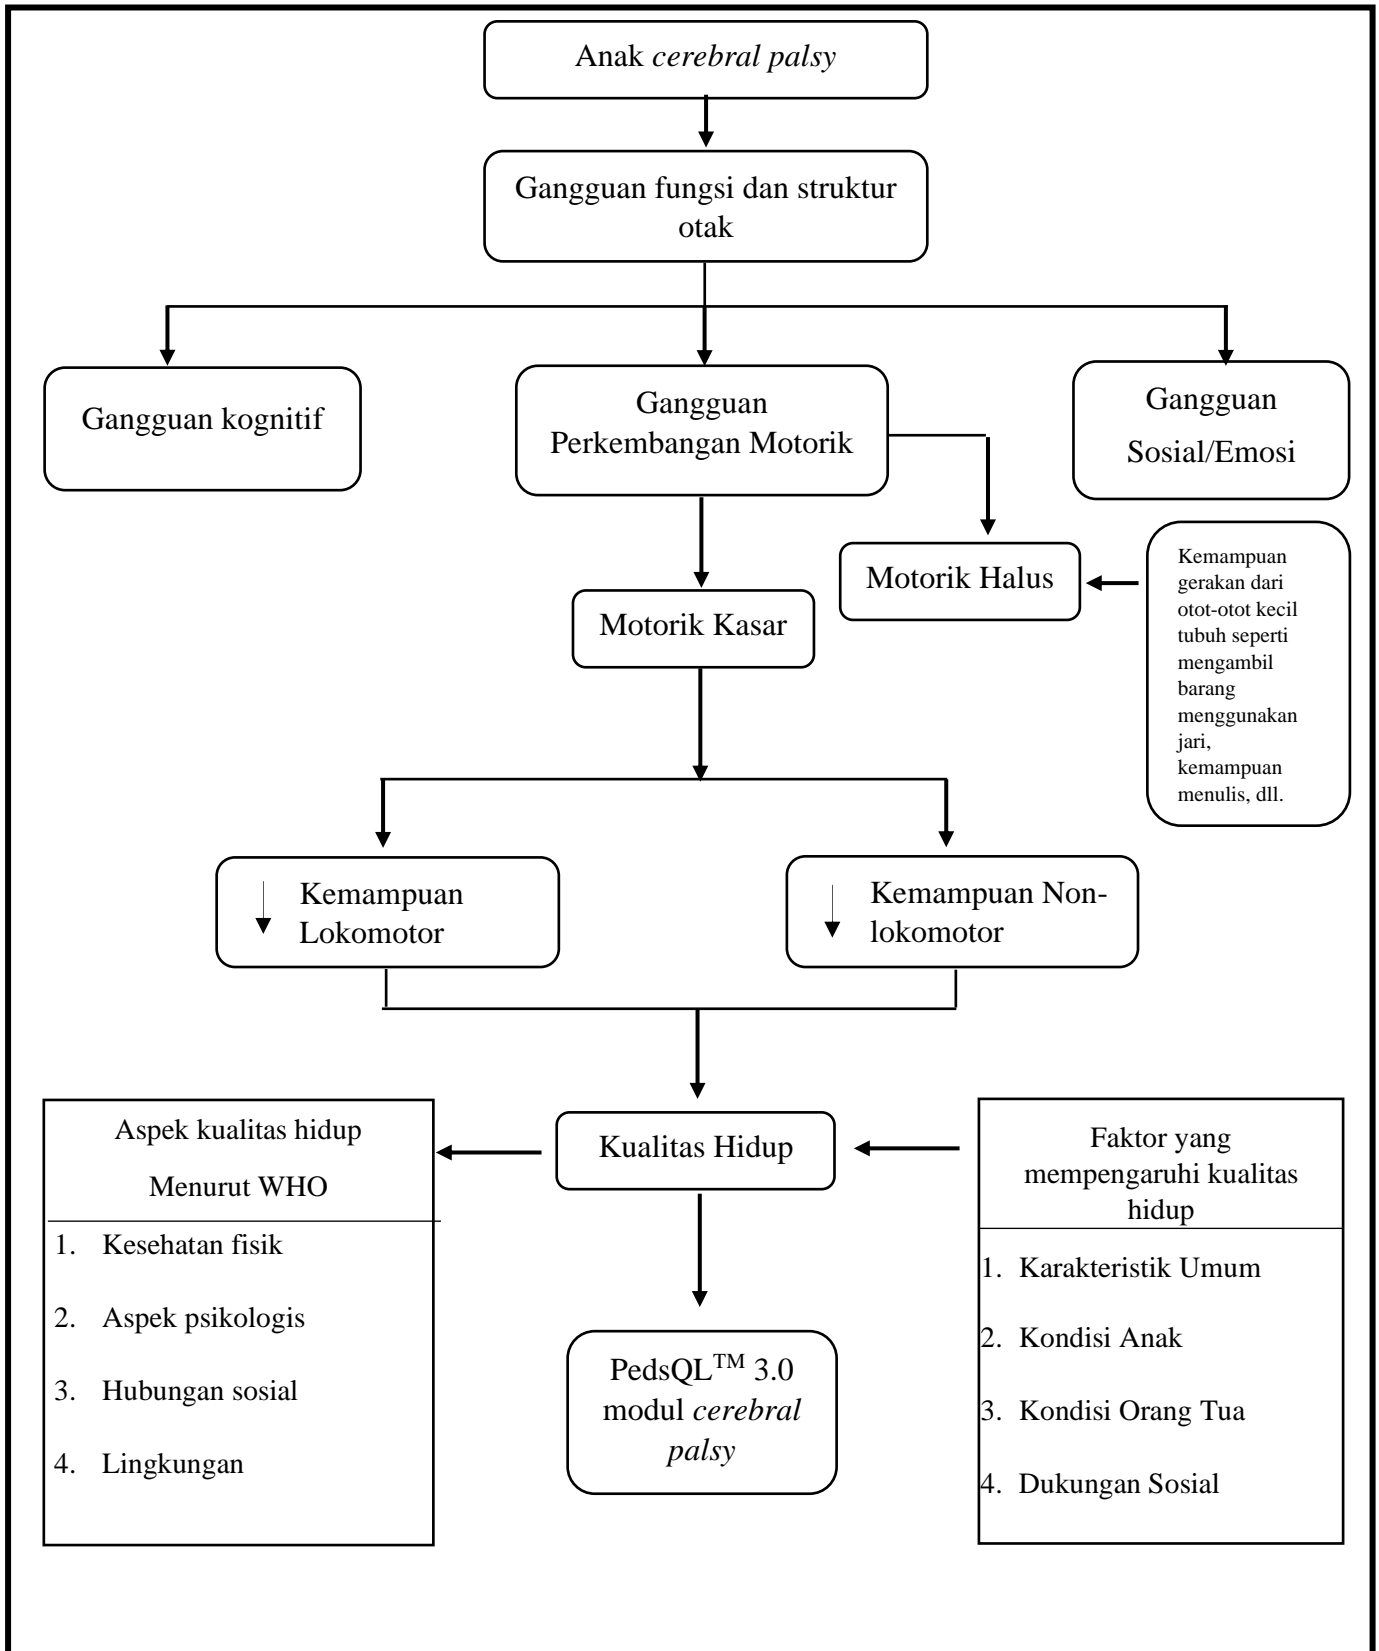 Anak cerebral palsy
Gangguan fungsi dan struktur
otak
Gangguan kognitif
Gangguan
Perkembangan Motorik
Gangguan
Sosial/Emosi
Motorik Halus
Kemampuan
gerakan dari
otot-otot kecil
tubuh seperti
mengambil
barang
menggunakan
jari,
kemampuan
menulis, dll.
Motorik Kasar
Kemampuan
Lokomotor
Kemampuan Non-
lokomotor
Aspek kualitas hidup
Menurut WHO
1. Kesehatan fisik
2. Aspek psikologis
3. Hubungan sosial
4. Lingkungan
Kualitas Hidup
PedsQL™ 3.0
modul cerebral
palsy
Faktor yang
mempengaruhi kualitas
hidup
1. Karakteristik Umum
2. Kondisi Anak
3. Kondisi Orang Tua
4. Dukungan Sosial